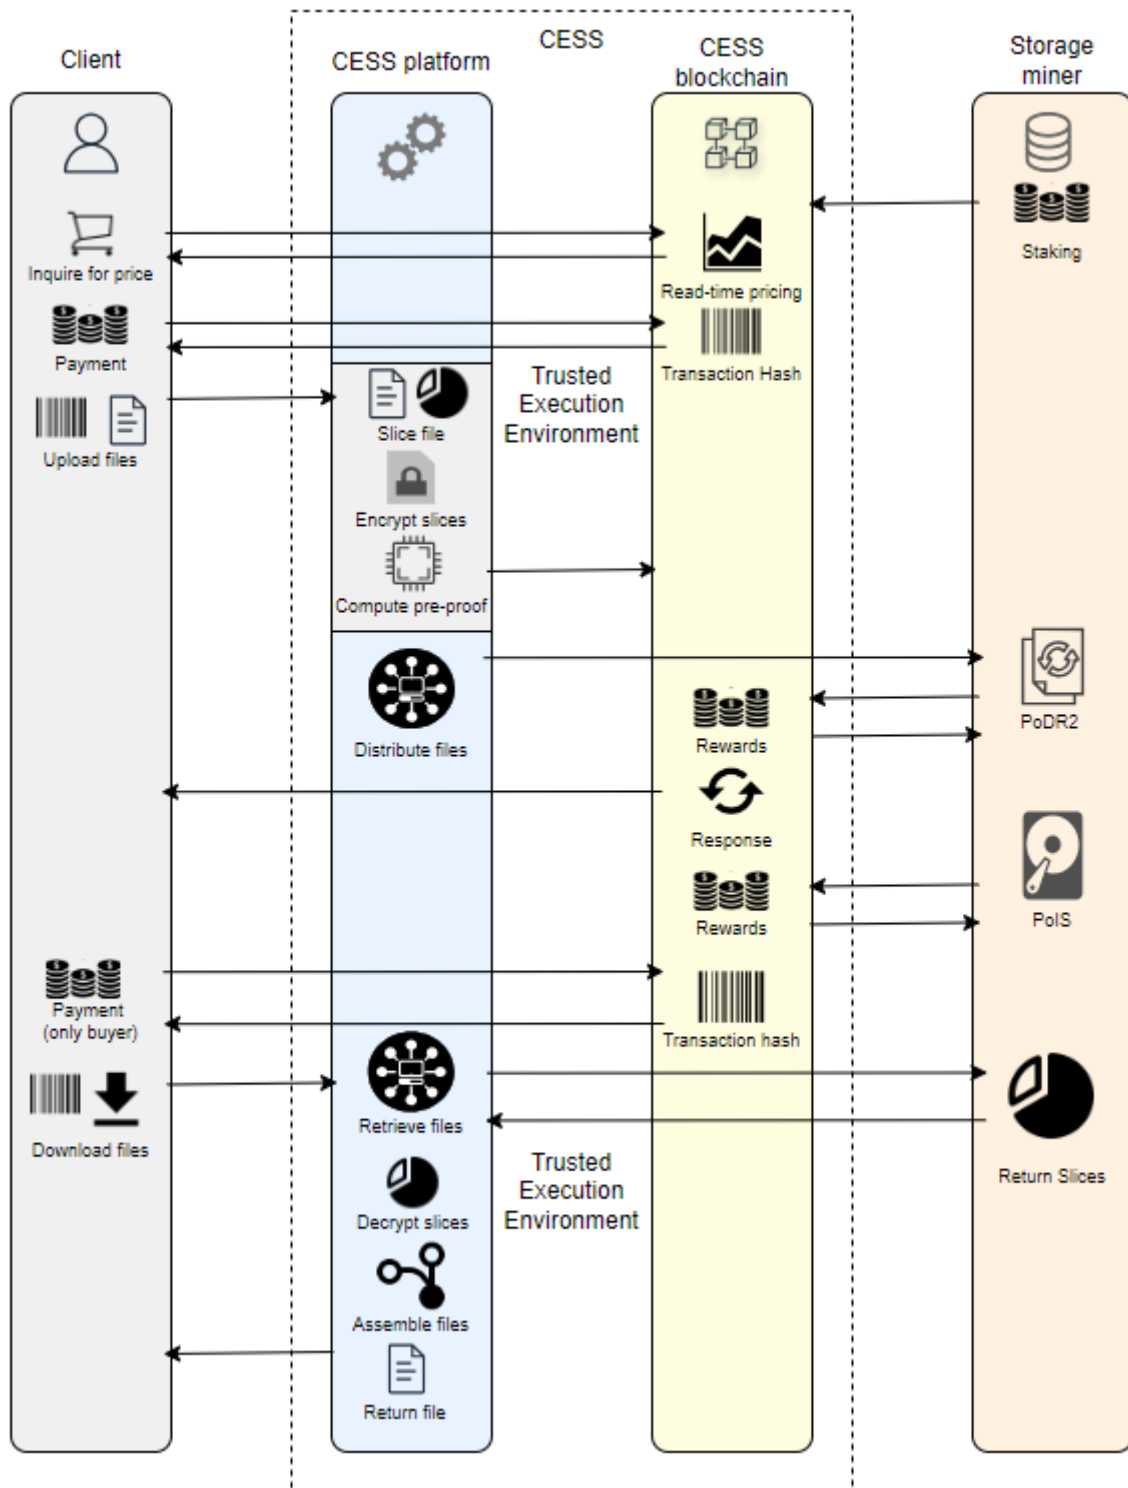 CESS
Client
CESS platform
CESS
blockchain
Storage
miner
Staking
Inquire for price
Read-time pricing
Payment
Transaction Hash
Trusted
Execution
Environment
Upload files
Slice file
Encrypt slices
Compute pre-proof
Distribute files
Rewards
PoDR2
Response
Rewards
PoIS
Payment
(only buyer)
Transaction hash
Download files
Retrieve files
Return Slices
Trusted
Execution
Environment
Decrypt slices
Assemble files
Return file